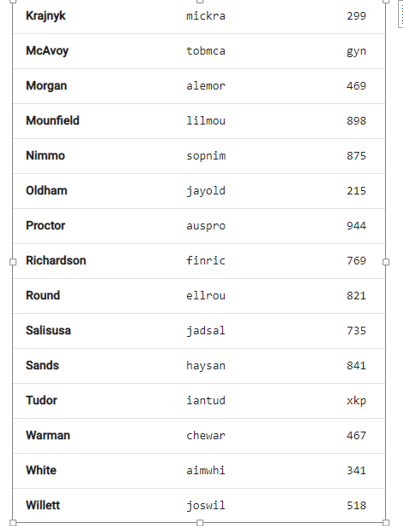 Krajnyk mickra 299
McAvoy tobmca gyn
Morgan alemor 469
Mounfield lilmou 898
Nimmo sopnim 875
Oldham jayold 215
Proctor auspro 944
Richardson finric 769
Round ellrou 821
Salisusa jadsal 735
Sands haysan 841
Tudor iantud xkp
Warman chewar 467
White aimwhi 341
Willett joswil 518